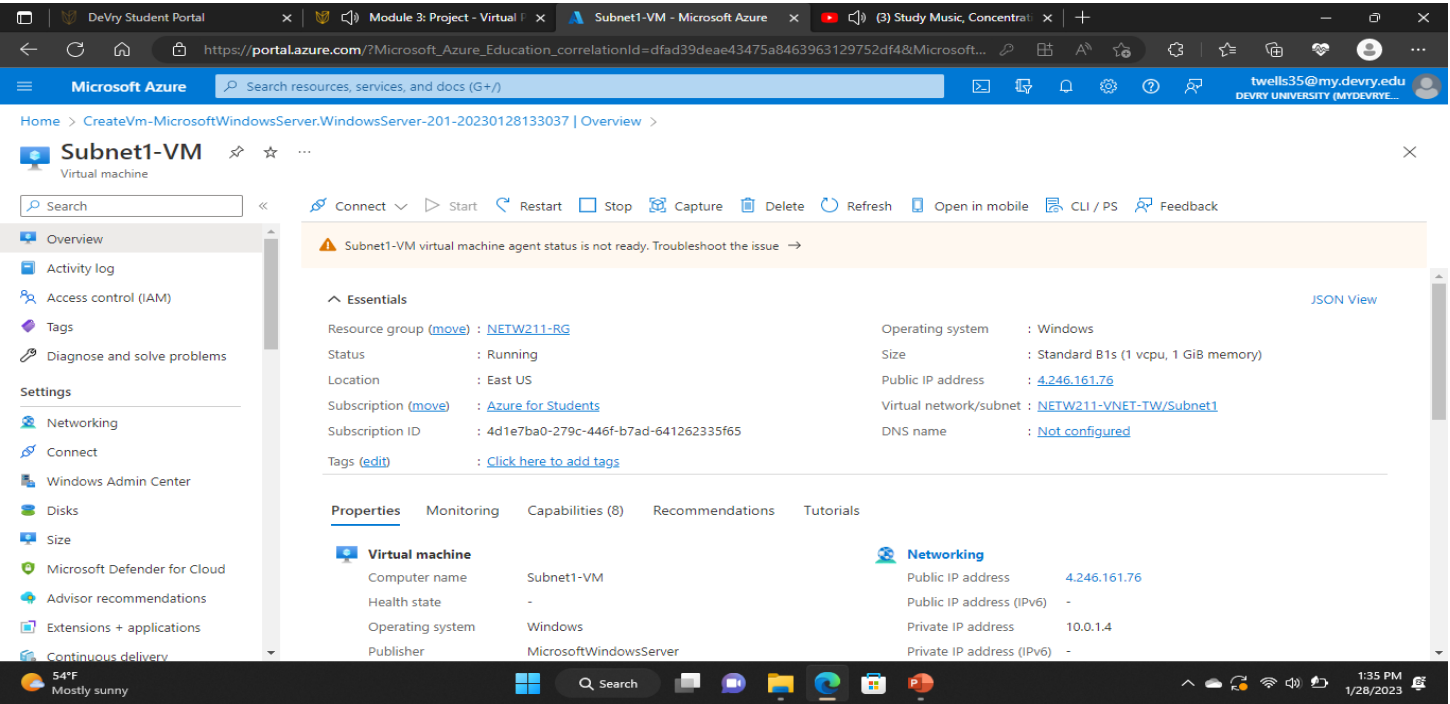 DeVry Student Portal
Module 3: Project - Virtual P
Subnet1-VM - Microsoft Azure
(3) Study Music, Concentrati
https://portal.azure.com/?Microsoft_Azure_Education_correlationId=dfad39deae43475a8463963129752df4&Microsoft...
Microsoft Azure
Search resources, services, and docs (G+/)
twells35@my.devry.edu
DEVRY UNIVERSITY (MYDEVRYE...
Home > CreateVm-MicrosoftWindowsServer.WindowsServer-201-20230128133037 | Overview >
Subnet1-VM
Virtual machine
Search
Connect Start Restart Stop Capture Delete Refresh Open in mobile CLI / PS Feedback
Overview
Activity log
Access control (IAM)
Tags
Diagnose and solve problems
Settings
Networking
Connect
Windows Admin Center
Disks
Size
Microsoft Defender for Cloud
Advisor recommendations
Extensions + applications
Continuous delivery
Subnet1-VM virtual machine agent status is not ready. Troubleshoot the issue →
Essentials
JSON View
Resource group (move) : NETW211-RG
Status : Running
Location : East US
Subscription (move) : Azure for Students
Subscription ID : 4d1e7ba0-279c-446f-b7ad-641262335f65
Tags (edit) : Click here to add tags
Operating system : Windows
Size : Standard B1s (1 vcpu, 1 GiB memory)
Public IP address : 4.246.161.76
Virtual network/subnet : NETW211-VNET-TW/Subnet1
DNS name : Not configured
Properties Monitoring Capabilities (8) Recommendations Tutorials
Virtual machine
Computer name Subnet1-VM
Health state -
Operating system Windows
Publisher MicrosoftWindowsServer
Networking
Public IP address 4.246.161.76
Public IP address (IPv6) -
Private IP address 10.0.1.4
Private IP address (IPv6) -
54°F
Mostly sunny
Search
1:35 PM
1/28/2023